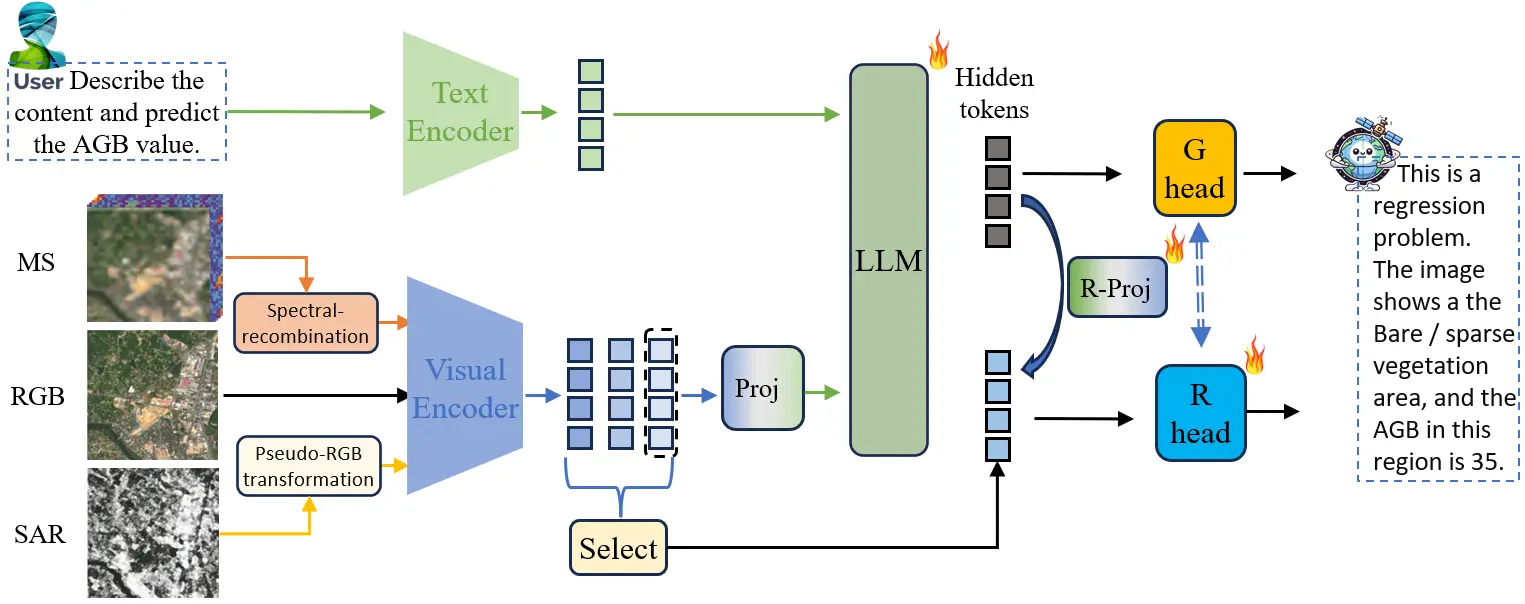 User Describe the
content and predict
the AGB value.
Text
Encoder
LLM
Hidden
tokens
G
head
R-Proj
R
head
This is a
regression
problem.
The image
shows a the
Bare / sparse
vegetation
area, and the
AGB in this
region is 35.
MS
Spectral-
recombination
RGB
Visual
Encoder
Proj
Pseudo-RGB
transformation
SAR
Select